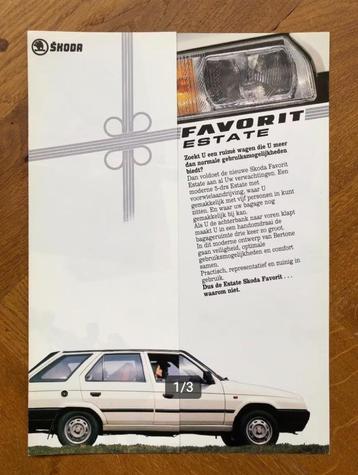 ŠKODA
FAVORIT
ESTATE
Zoekt U een ruime wagen die U meer
dan normale gebruiksmogelijkheden
biedt?
Dan voldoet de nieuwe Skoda Favorit
Estate aan al Uw verwachtingen. Een
moderne 5-drs Estate met
voorwielaandrijving, waar U
gemakkelijk met vijf personen in kunt
zitten. En waar uw bagage nog
gemakkelijk bij kan.
Als U de achterbank naar voren klapt
maakt U in een handomdraai de
bagageruimte drie keer zo groot.
In dit moderne ontwerp van Bertone
gaan veiligheid, optimale
gebruiksmogelijkheden en comfort
samen.
Praktisch, representatief en zuinig in
gebruik.
Dus de Estate Skoda Favorit . . .
waarom niet.
1/3